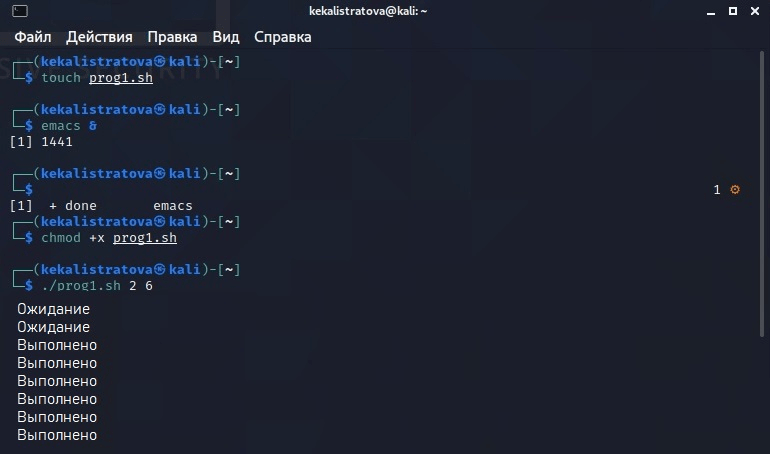 kekalistratova@kali: ~
Файл Действия Правка Вид Справка
┌──(kekalistratova㉿kali)-[~]
└─$ touch prog1.sh
┌──(kekalistratova㉿kali)-[~]
└─$ emacs &
[1] 1441
┌──(kekalistratova㉿kali)-[~]
└─$ 1 ⚙
[1]  + done       emacs
┌──(kekalistratova㉿kali)-[~]
└─$ chmod +x prog1.sh
┌──(kekalistratova㉿kali)-[~]
└─$ ./prog1.sh 2 6
Ожидание
Ожидание
Выполнено
Выполнено
Выполнено
Выполнено
Выполнено
Выполнено